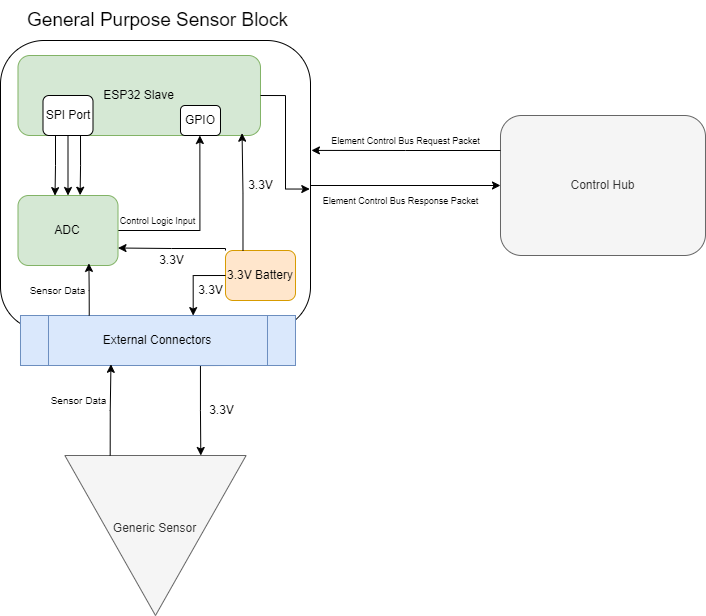 General Purpose Sensor Block
ESP32 Slave
SPI Port
GPIO
Element Control Bus Request Packet
Control Hub
3.3V
Element Control Bus Response Packet
Control Logic Input
ADC
3.3V
3.3V Battery
Sensor Data
3.3V
External Connectors
Sensor Data
3.3V
Generic Sensor